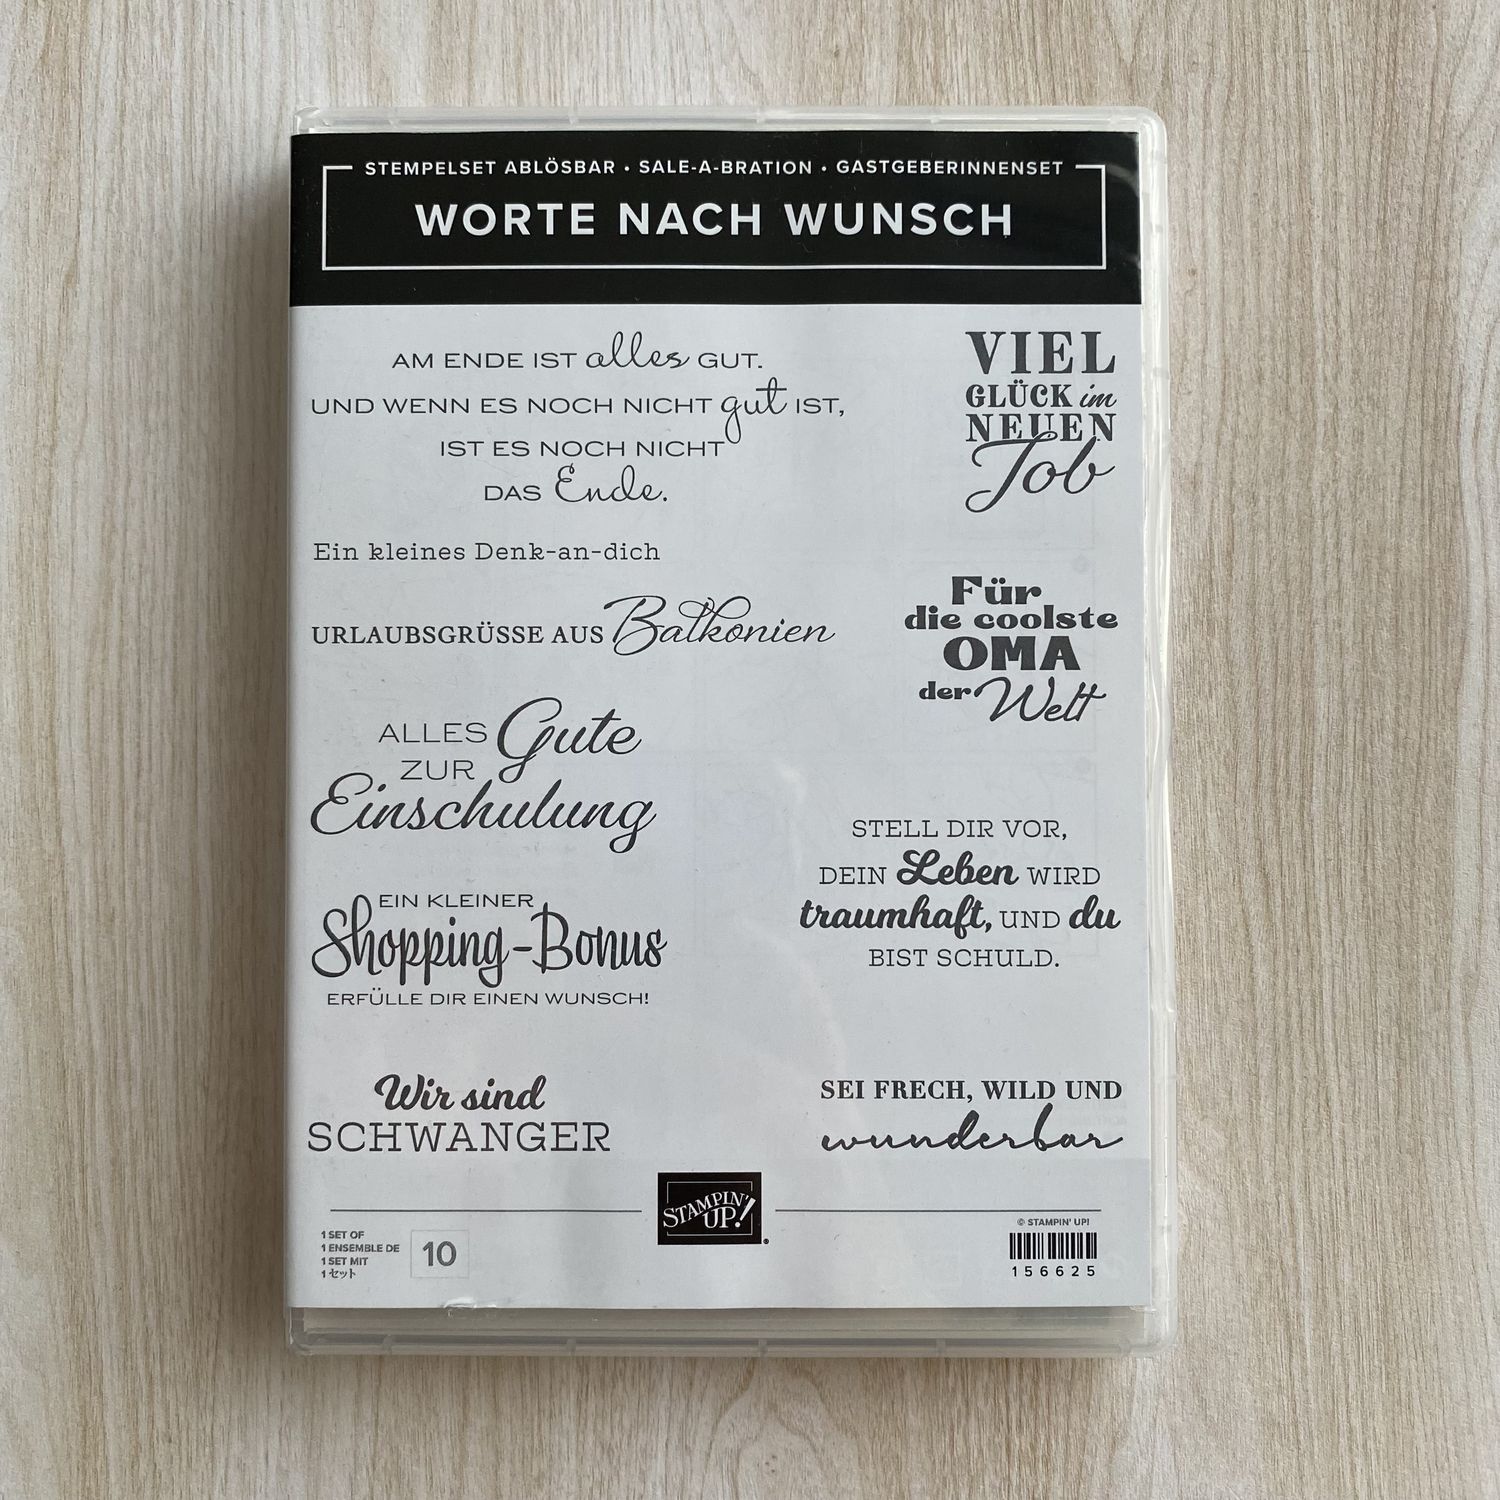 STEMPELSET ABLÖSBAR • SALE-A-BRATION • GASTGEBERINNENSET
WORTE NACH WUNSCH
AM ENDE IST alles GUT.
UND WENN ES NOCH NICHT gut IST,
IST ES NOCH NICHT
DAS Ende.
Ein kleines Denk-an-dich
URLAUBSGRÜSSE AUS Balkonien
ALLES Gute
ZUR
Einschulung
EIN KLEINER
Shopping-Bonus
ERFÜLLE DIR EINEN WUNSCH!
Wir sind
SCHWANGER
VIEL
GLÜCK im
NEUEN
Job
Für
die coolste
OMA
der Welt
STELL DIR VOR,
DEIN Leben WIRD
traumhaft, UND du
BIST SCHULD.
SEI FRECH, WILD UND
wunderbar
STAMPIN'
UP!®
1 SET OF
1 ENSEMBLE DE
1 SET MIT
1 セット
10
© STAMPIN' UP!
156625